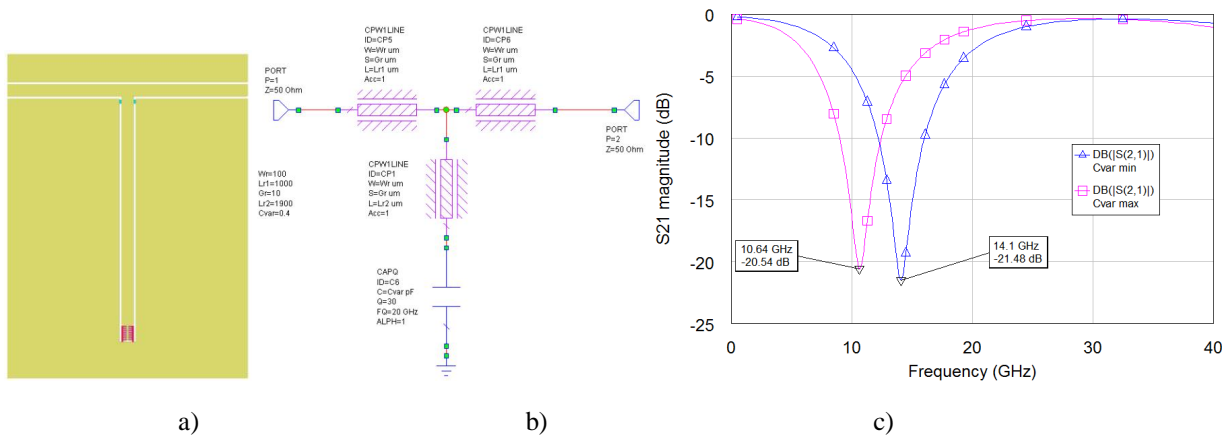 CPW1LINE
ID=CP5
W=Wr um
S=Gr um
L=Lr1 um
Acc=1
CPW1LINE
ID=CP6
W=Wr um
S=Gr um
L=Lr1 um
Acc=1
PORT
P=1
Z=50 Ohm
PORT
P=2
Z=50 Ohm
CPW1LINE
ID=CP1
W=Wr um
S=Gr um
L=Lr2 um
Acc=1
Wr=100
Lr1=1000
Gr=10
Lr2=1900
Cvar=0.4
CAPQ
ID=C6
C=Cvar pF
Q=30
FQ=20 GHz
ALPH=1
0
-5
-10
-15
-20
-25
S21 magnitude (dB)
DB(|S(2,1)|)
Cvar min
DB(|S(2,1)|)
Cvar max
10.64 GHz
-20.54 dB
14.1 GHz
-21.48 dB
0 10 20 30 40
Frequency (GHz)
a) b) c)